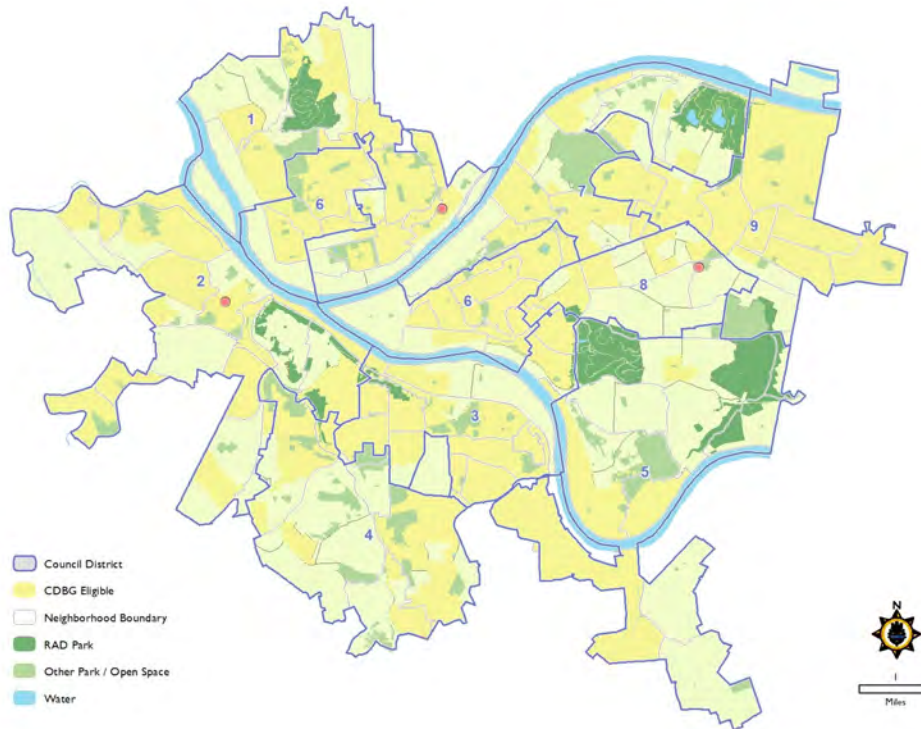 1
6
7
9
2
6
8
3
5
4
Council District
CDBG Eligible
Neighborhood Boundary
RAD Park
Other Park / Open Space
Water
N
1
Miles